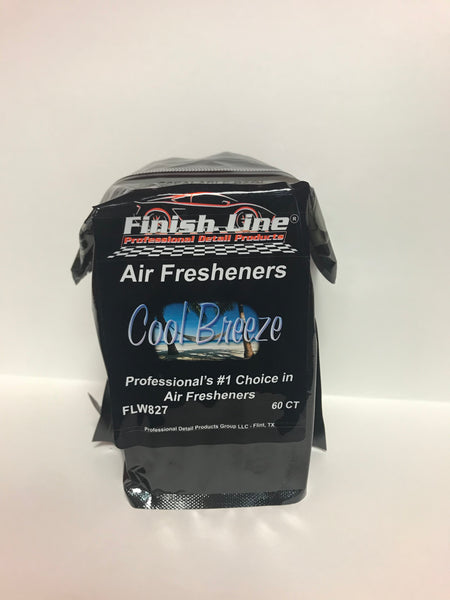 Finish Line®
Professional Detail Products
Air Fresheners
Cool Breeze
Professional's #1 Choice in
Air Fresheners
FLW827 60 CT
Professional Detail Products Group LLC - Flint, TX